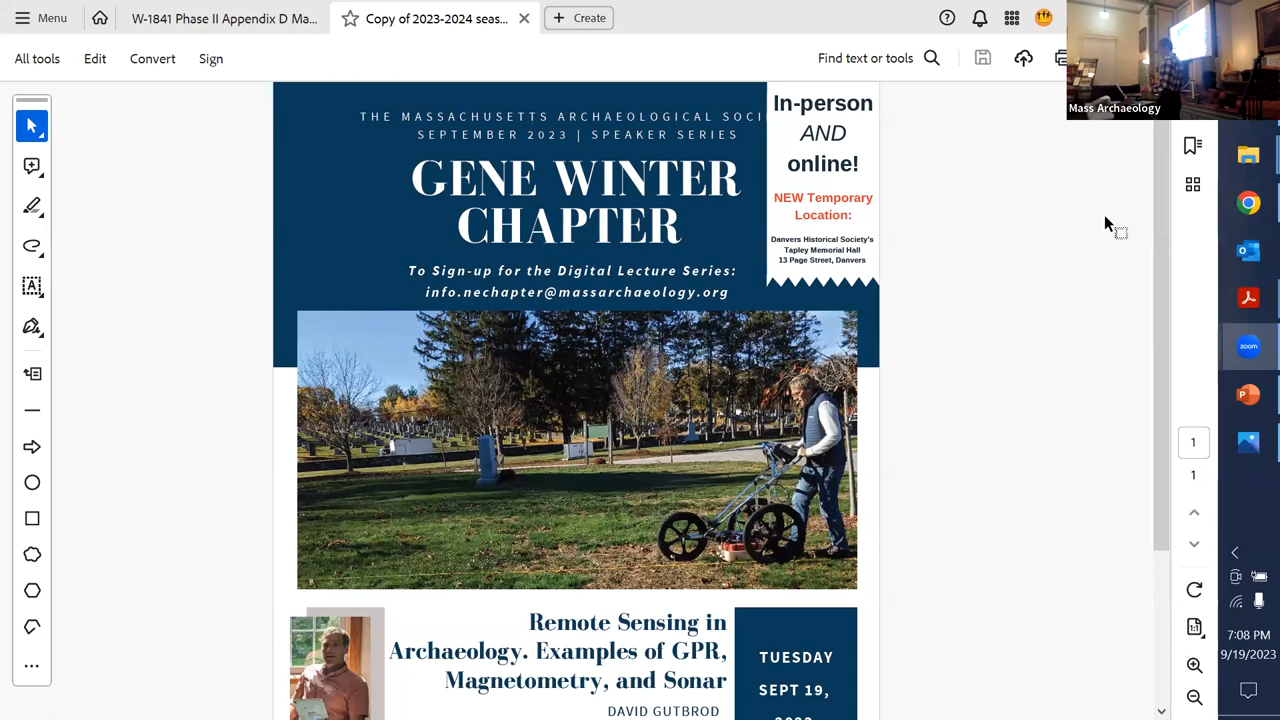 Menu
W-1841 Phase II Appendix D Ma...
Copy of 2023-2024 seas...
Create
All tools
Edit
Convert
Sign
Find text or tools
Mass Archaeology
THE MASSACHUSETTS ARCHAEOLOGICAL SOCI
SEPTEMBER 2023 | SPEAKER SERIES
GENE WINTER
CHAPTER
To Sign-up for the Digital Lecture Series:
info.nechapter@massarchaeology.org
In-person
AND
online!
NEW Temporary
Location:
Danvers Historical Society's
Tapley Memorial Hall
13 Page Street, Danvers
Remote Sensing in
Archaeology. Examples of GPR,
Magnetometry, and Sonar
DAVID GUTBROD
TUESDAY
SEPT 19,
2023
1
1
zoom
7:08 PM
9/19/2023